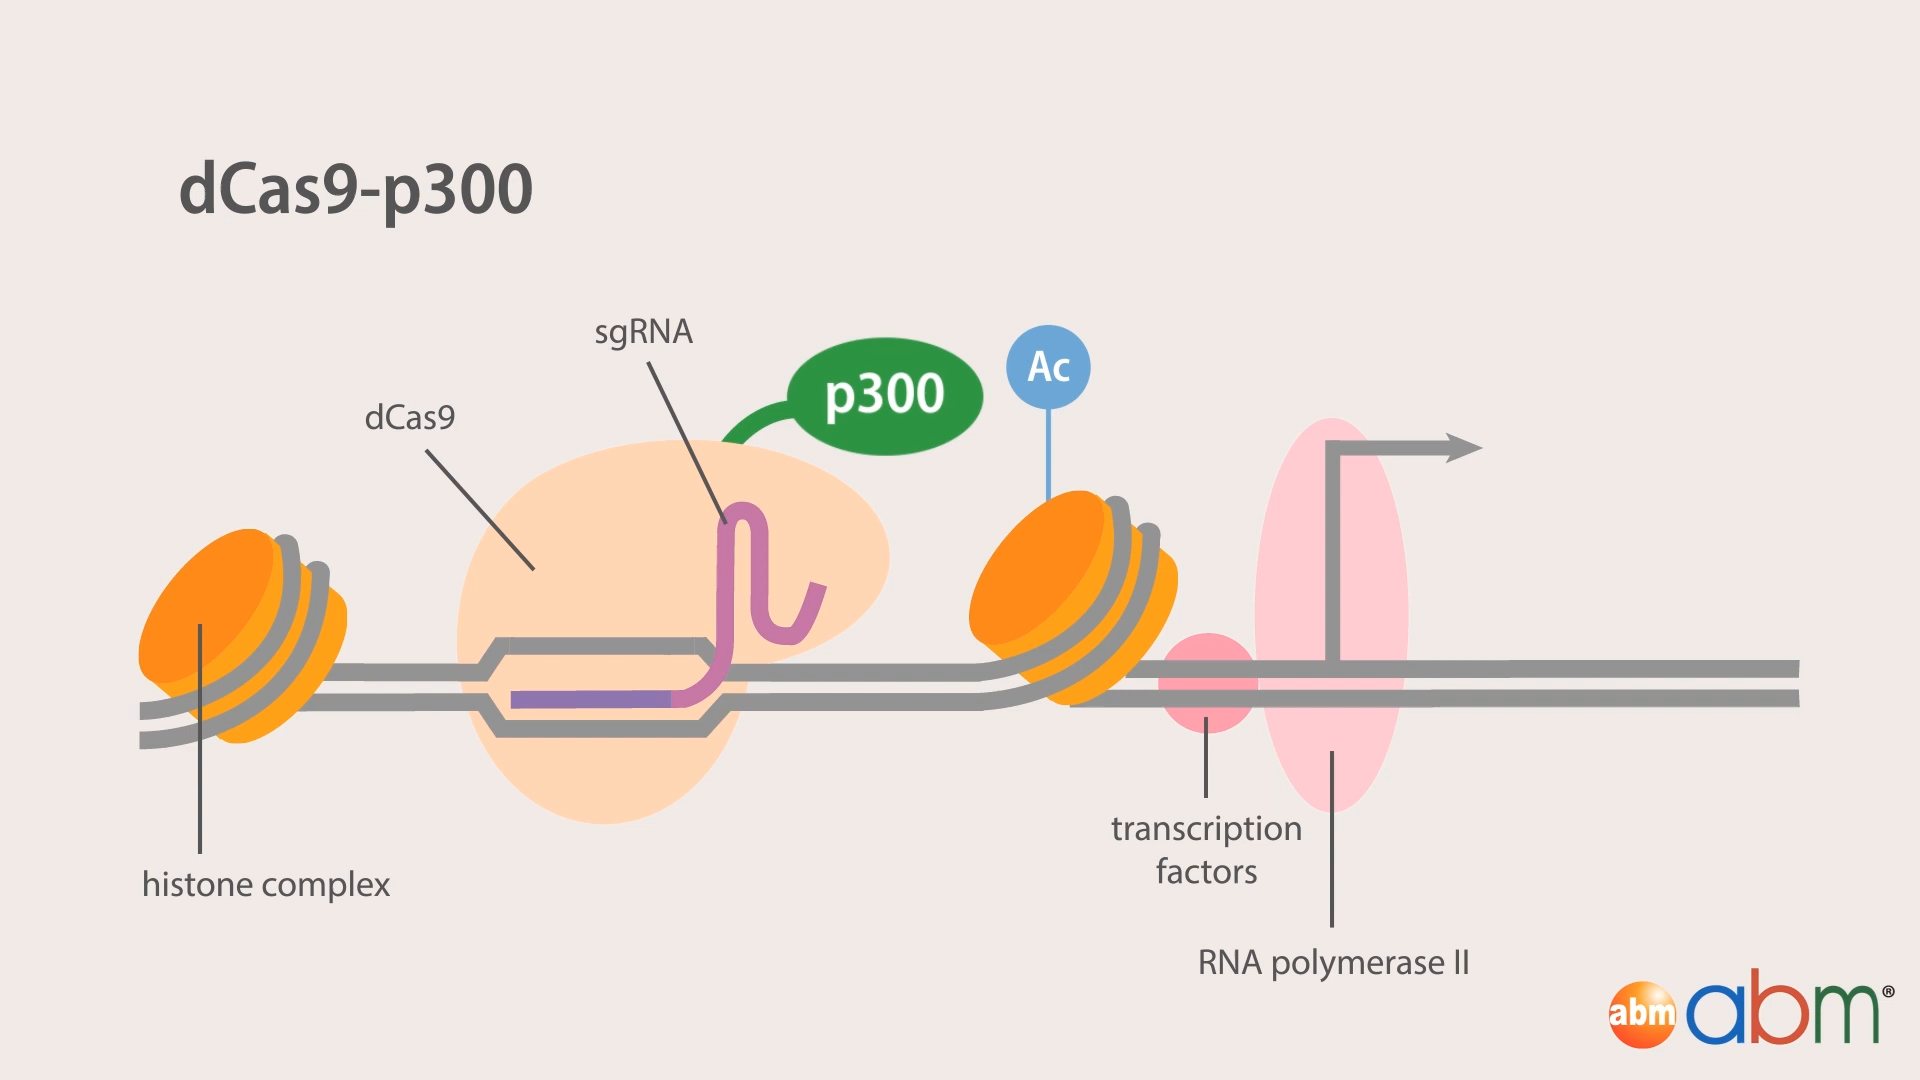 dCas9-p300
sgRNA
p300
Ac
dCas9
histone complex
transcription
factors
RNA polymerase II
abm
abm®